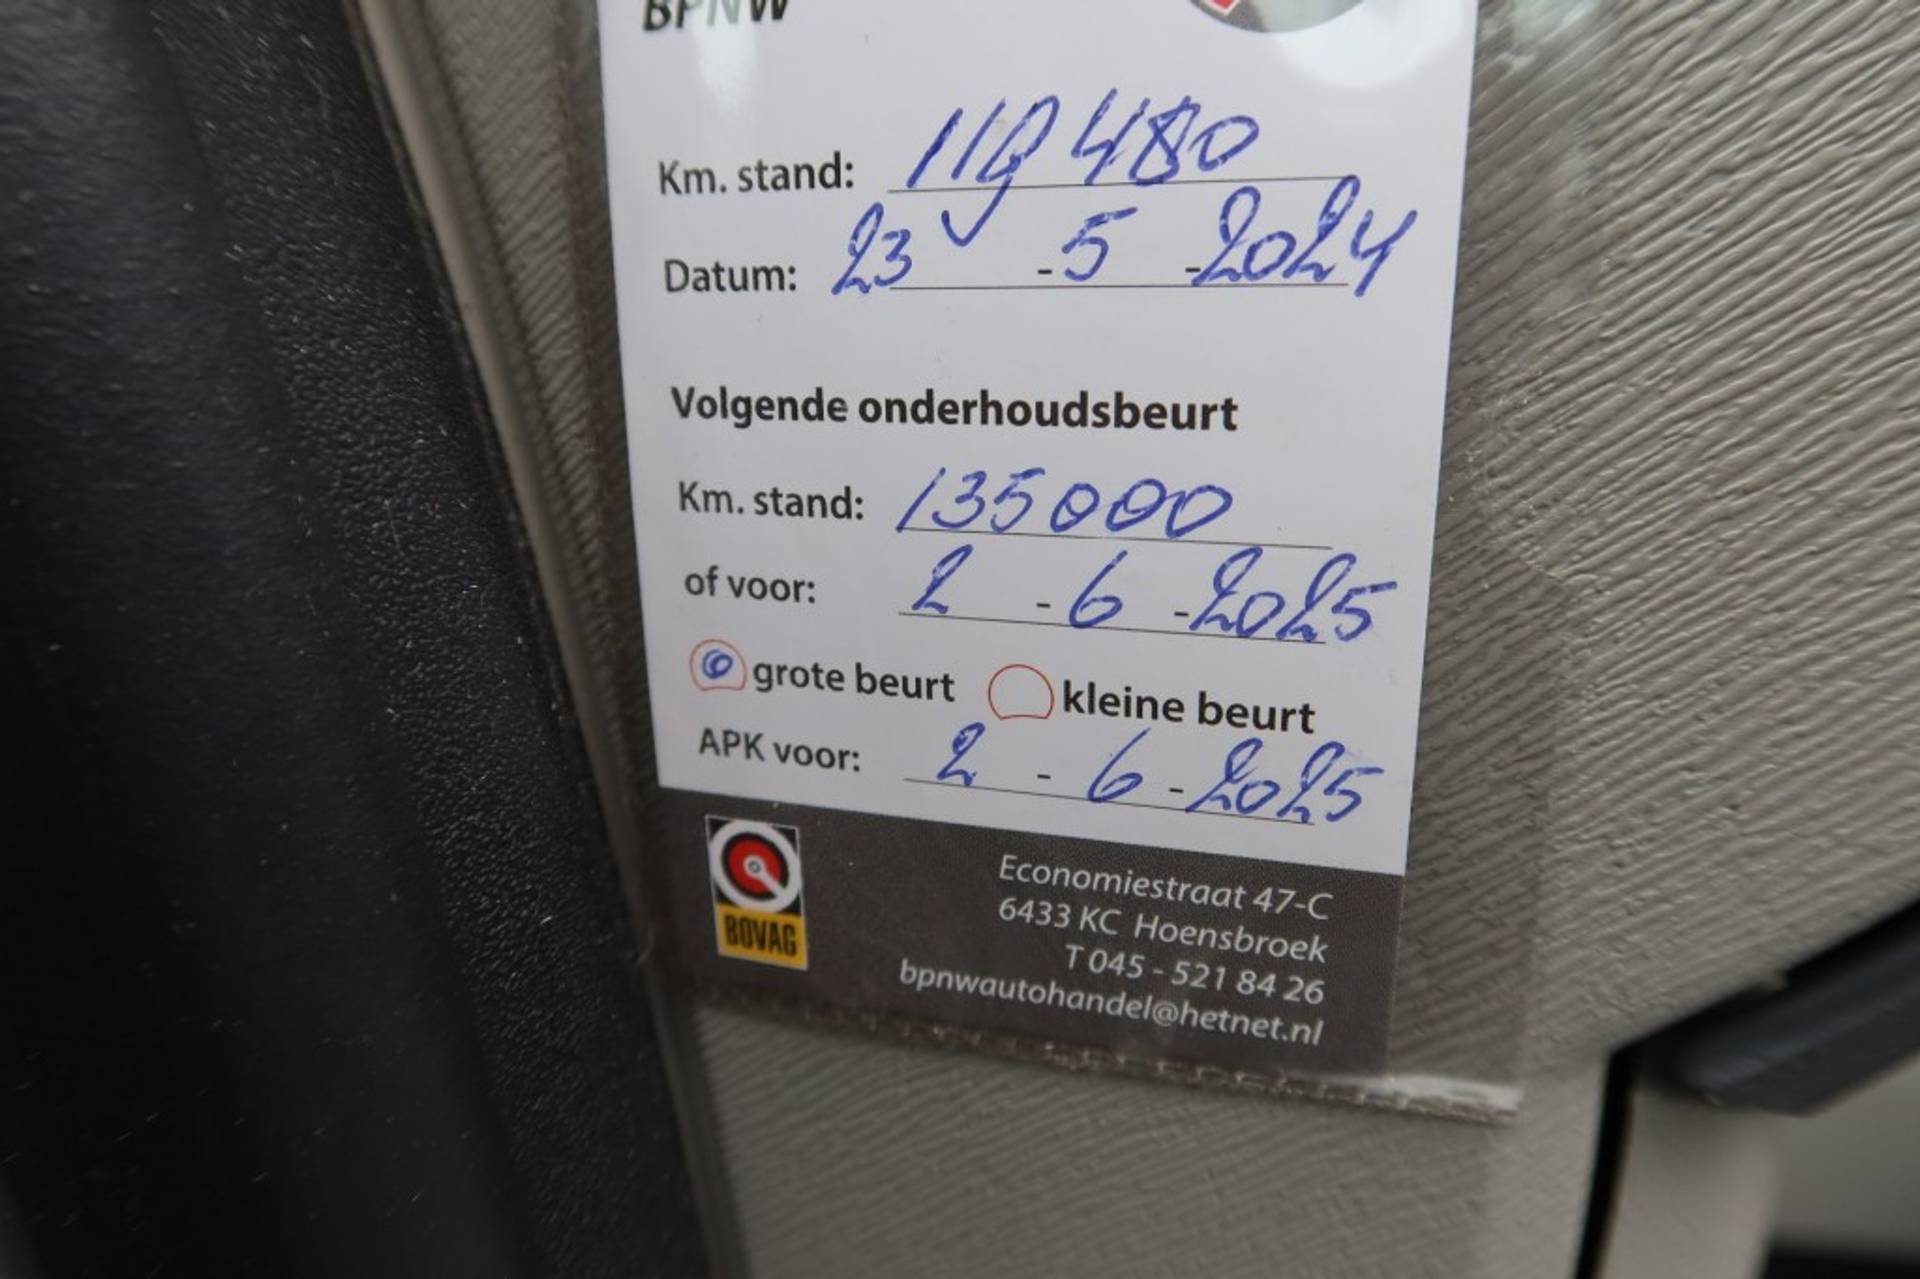 BPNW
Km. stand: 119 480
Datum: 23 - 5 - 2024
Volgende onderhoudsbeurt
Km. stand: 135000
of voor: 2 - 6 - 2025
grote beurt kleine beurt
APK voor: 2 - 6 - 2025
BOVAG
Economiestraat 47-C
6433 KC Hoensbroek
T 045 - 521 84 26
bpnwautohandel@hetnet.nl